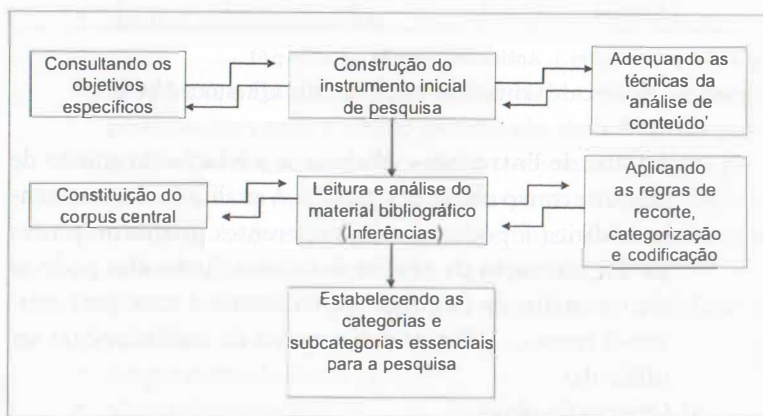 Consultando os
objetivos
específicos
Construção do
instrumento inicial
de pesquisa
Adequando as
técnicas da
'análise de
conteúdo'
Constituição do
corpus central
Leitura e análise do
material bibliográfico
(Inferências)
Aplicando
as regras de
recorte,
categorização
e codificação
Estabelecendo as
categorias e
subcategorias essenciais
para a pesquisa